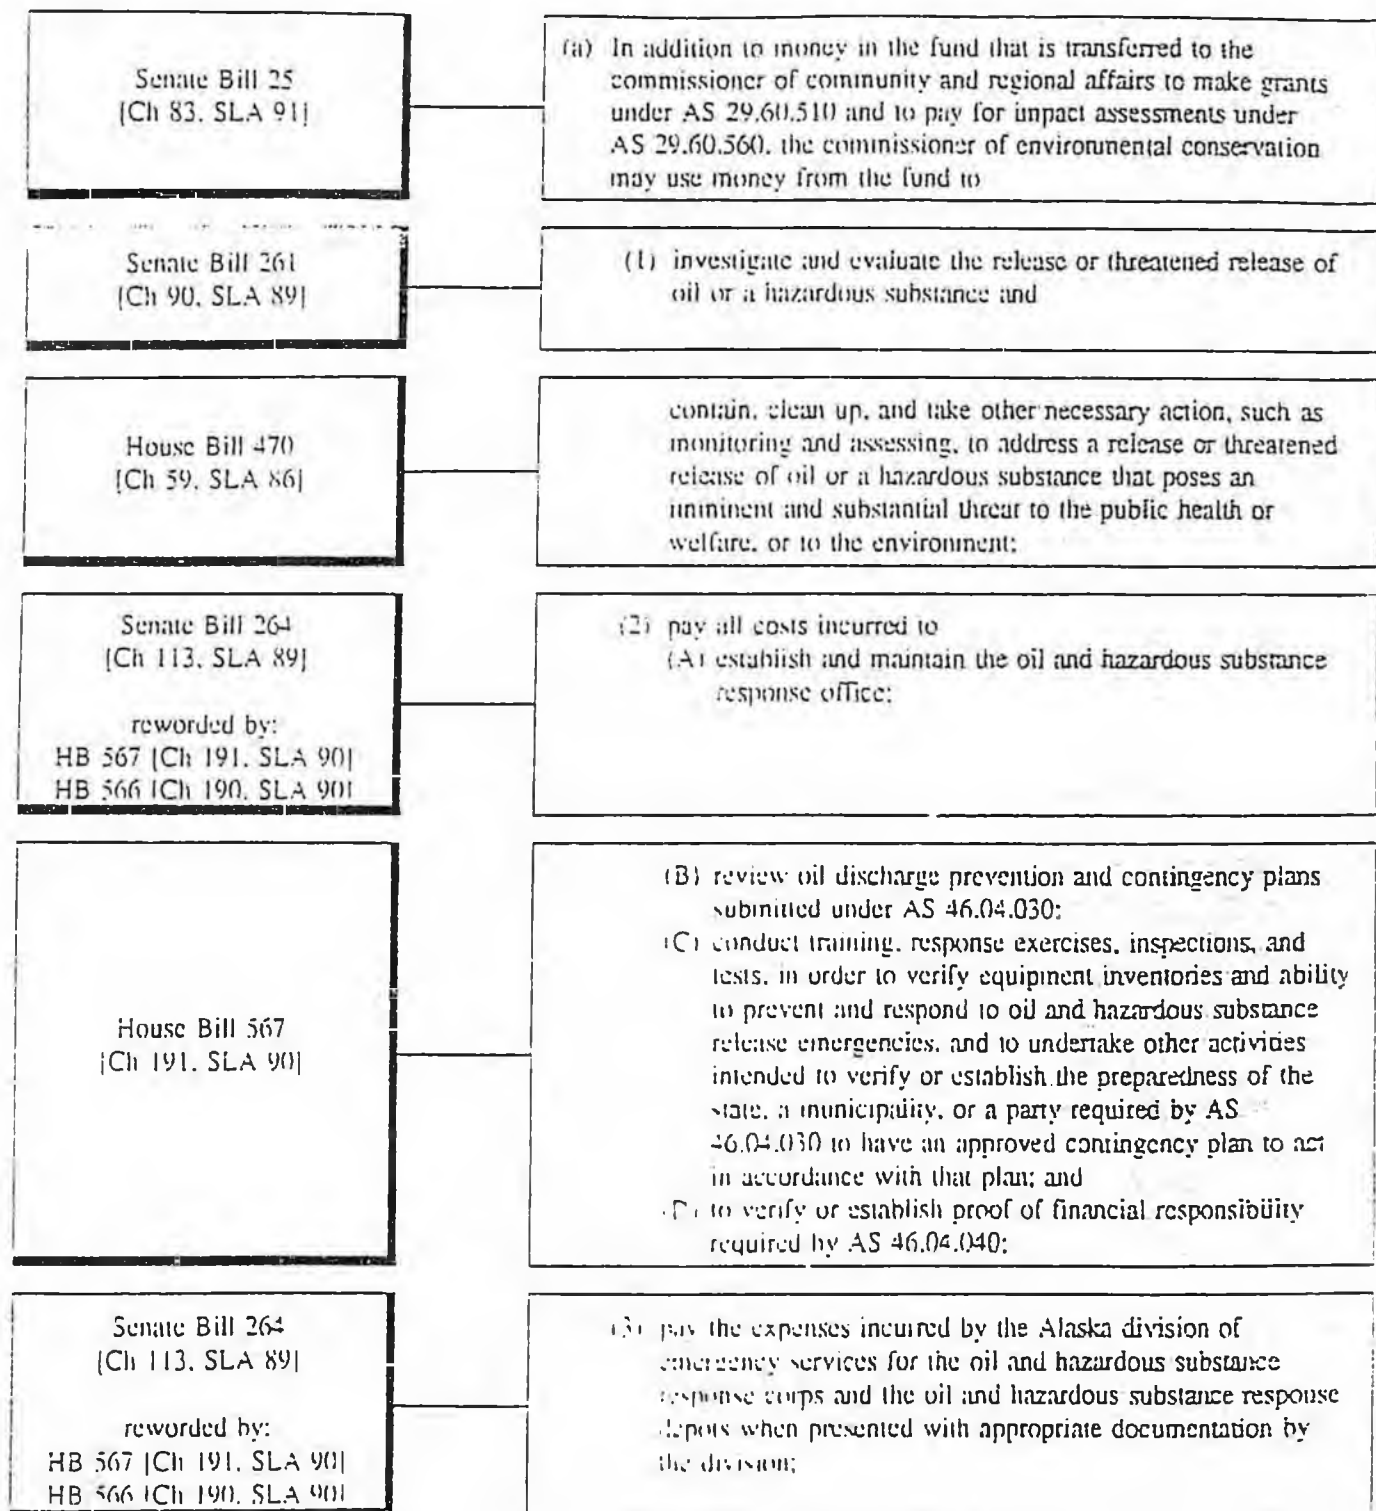 Senate Bill 25
[Ch 83, SLA 91]
(a) In addition to money in the fund that is transferred to the
commissioner of community and regional affairs to make grants
under AS 29.60.510 and to pay for impact assessments under
AS 29.60.560, the commissioner of environmental conservation
may use money from the fund to
Senate Bill 261
[Ch 90, SLA 89]
(1) investigate and evaluate the release or threatened release of
oil or a hazardous substance and
House Bill 470
[Ch 59, SLA 86]
contain, clean up, and take other necessary action, such as
monitoring and assessing, to address a release or threatened
release of oil or a hazardous substance that poses an
imminent and substantial threat to the public health or
welfare, or to the environment;
Senate Bill 264
[Ch 113, SLA 89]
reworded by:
HB 567 [Ch 191, SLA 90]
HB 566 [Ch 190, SLA 90]
(2) pay all costs incurred to
(A) establish and maintain the oil and hazardous substance
response office;
House Bill 567
[Ch 191, SLA 90]
(B) review oil discharge prevention and contingency plans
submitted under AS 46.04.030;
(C) conduct training, response exercises, inspections, and
tests, in order to verify equipment inventories and ability
to prevent and respond to oil and hazardous substance
release emergencies, and to undertake other activities
intended to verify or establish the preparedness of the
state, a municipality, or a party required by AS
46.04.030 to have an approved contingency plan to act
in accordance with that plan; and
(D) to verify or establish proof of financial responsibility
required by AS 46.04.040;
Senate Bill 264
[Ch 113, SLA 89]
reworded by:
HB 567 [Ch 191, SLA 90]
HB 566 [Ch 190, SLA 90]
(3) pay the expenses incurred by the Alaska division of
emergency services for the oil and hazardous substance
response corps and the oil and hazardous substance response
depots when presented with appropriate documentation by
the division;